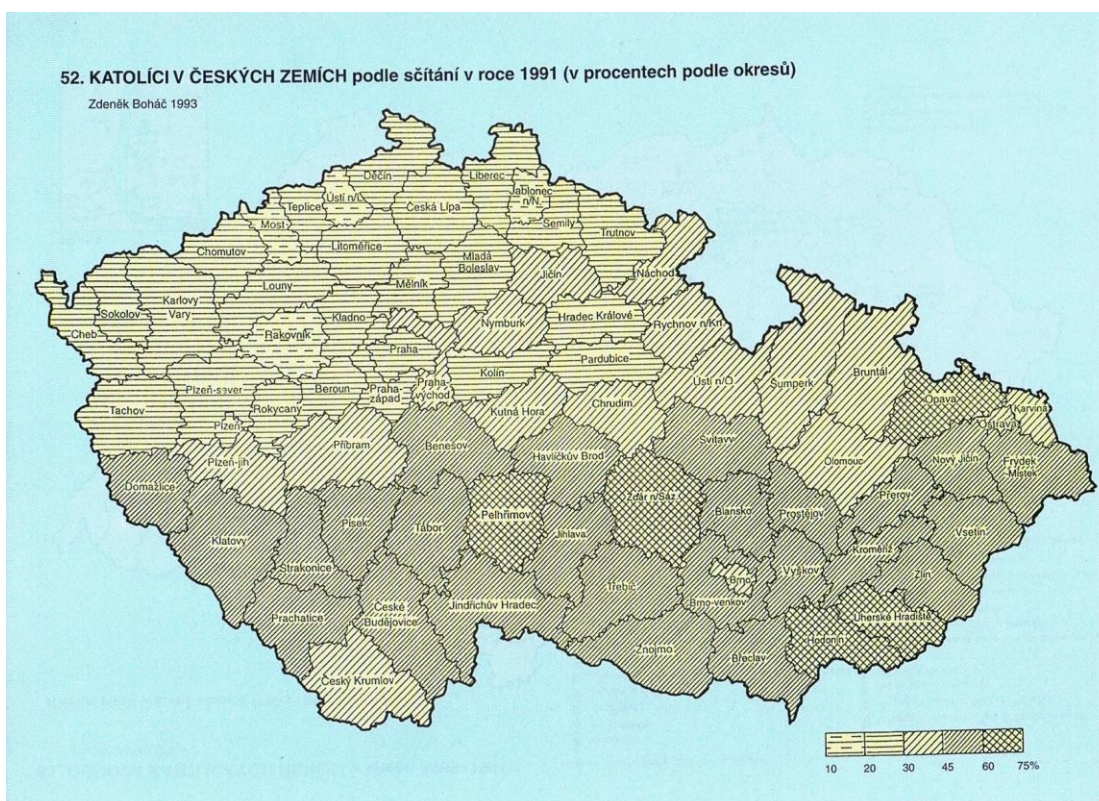 52. KATOLÍCI V ČESKÝCH ZEMÍCH podle sčítání v roce 1991 (v procentech podle okresů)
Zdeněk Boháč 1993
Děčín
Liberec
Ústí n/L
Jablonec
n/N.
Teplice
Česká Lípa
Most
Semily
Trutnov
Chomutov
Litoměřice
Mladá
Boleslav
Jičín
Náchod
Louny
Mělník
Karlovy
Vary
Sokolov
Cheb
Kladno
Nymburk
Hradec Králové
Rychnov n/Kn
Rakovník
Praha
Pardubice
Kolín
Plzeň-sever
Beroun
Praha-
západ
Praha-
východ
Ústí n/O
Šumperk
Bruntál
Opava
Karviná
Ostrava
Tachov
Rokycany
Plzeň
Kutná Hora
Chrudim
Příbram
Benešov
Svitavy
Plzeň-jih
Havlíčkův Brod
Olomouc
Nový Jičín
Frýdek
Místek
Domažlice
Žďár n/Sáz
Přerov
Pelhřimov
Blansko
Prostějov
Písek
Tábor
Klatovy
Jihlava
Vsetín
Kroměříž
Strakonice
Vyškov
Zlín
Brno
Třebíč
Brno-venkov
České
Budějovice
Jindřichův Hradec
Prachatice
Uherské Hradiště
Hodonín
Znojmo
Břeclav
Český Krumlov
10 20 30 45 60 75%